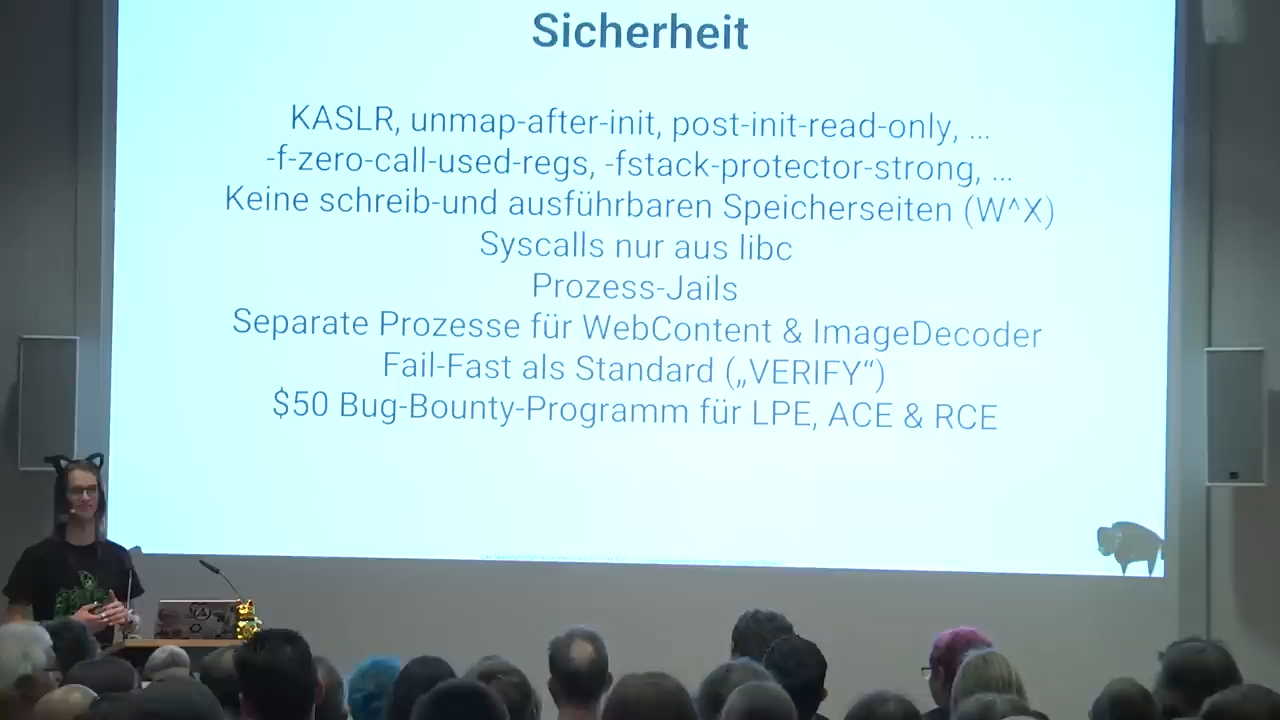 Sicherheit
KASLR, unmap-after-init, post-init-read-only, ...
-f-zero-call-used-regs, -fstack-protector-strong, ...
Keine schreib-und ausführbaren Speicherseiten (W^X)
Syscalls nur aus libc
Prozess-Jails
Separate Prozesse für WebContent & ImageDecoder
Fail-Fast als Standard („VERIFY“)
$50 Bug-Bounty-Programm für LPE, ACE & RCE